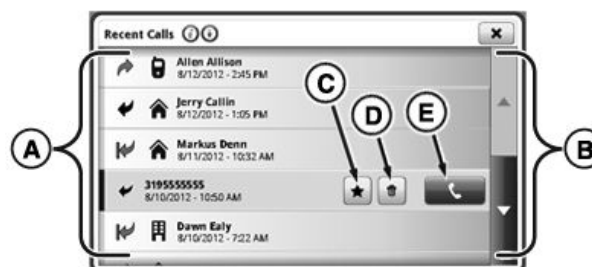 Recent Calls
Allen Allison
8/12/2012 - 2:45 PM
Jerry Callin
8/12/2012 - 1:05 PM
Markus Denn
8/11/2012 - 10:32 AM
3195555555
8/10/2012 - 10:50 AM
Dawn Ealy
8/10/2012 - 7:22 AM
A
B
C
D
E